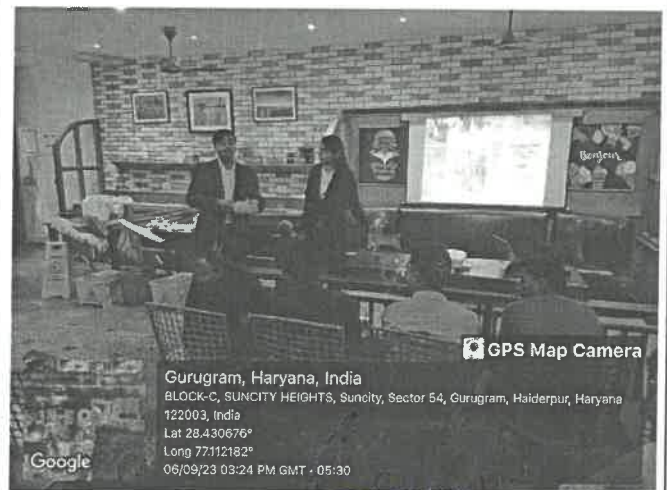 Bonjour
GPS Map Camera
Gurugram, Haryana, India
BLOCK-C, SUNCITY HEIGHTS, Suncity, Sector 54, Gurugram, Haiderpur, Haryana
122003, India
Lat 28.430676°
Long 77.112182°
06/09/23 03:24 PM GMT · 05:30
Google